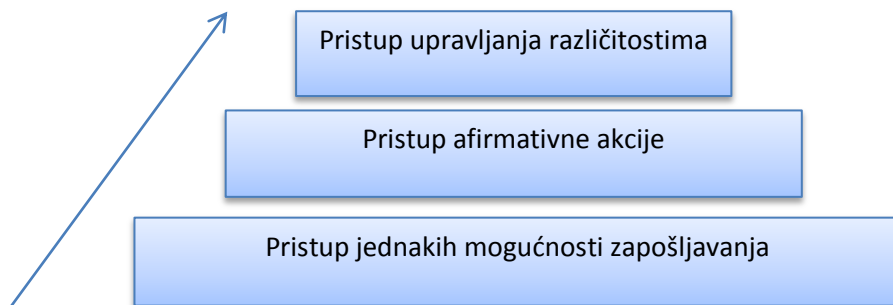 Pristup upravljanja različitostima
Pristup afirmativne akcije
Pristup jednakih mogućnosti zapošljavanja